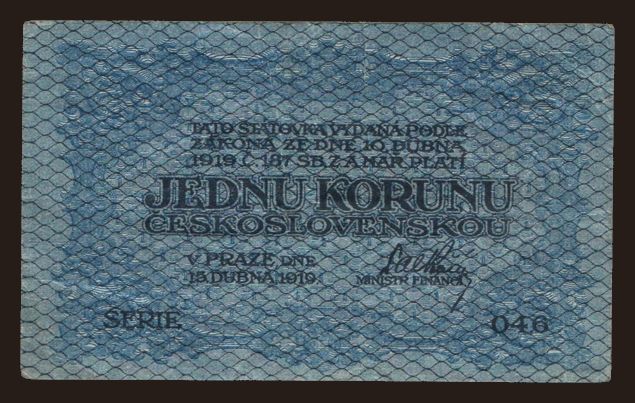 TATO STÁTOVKA VYDANÁ PODLE
ZÁKONA ZE DNE 10. DUBNA
1919 Č. 187 SB. Z. A NAŘ. PLATÍ
JEDNU KORUNU
ČESKOSLOVENSKOU
V PRAZE DNE
15 DUBNA 1919.
MINISTR FINANCÍ
SERIE 046